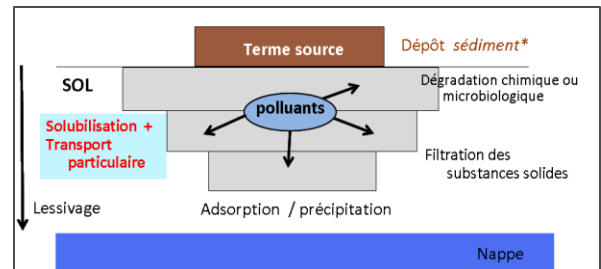 Terme source
Dépôt sédiment*
SOL
Dégradation chimique ou
microbiologique
polluants
Solubilisation +
Transport
particulaire
Filtration des
substances solides
Lessivage
Adsorption / précipitation
Nappe